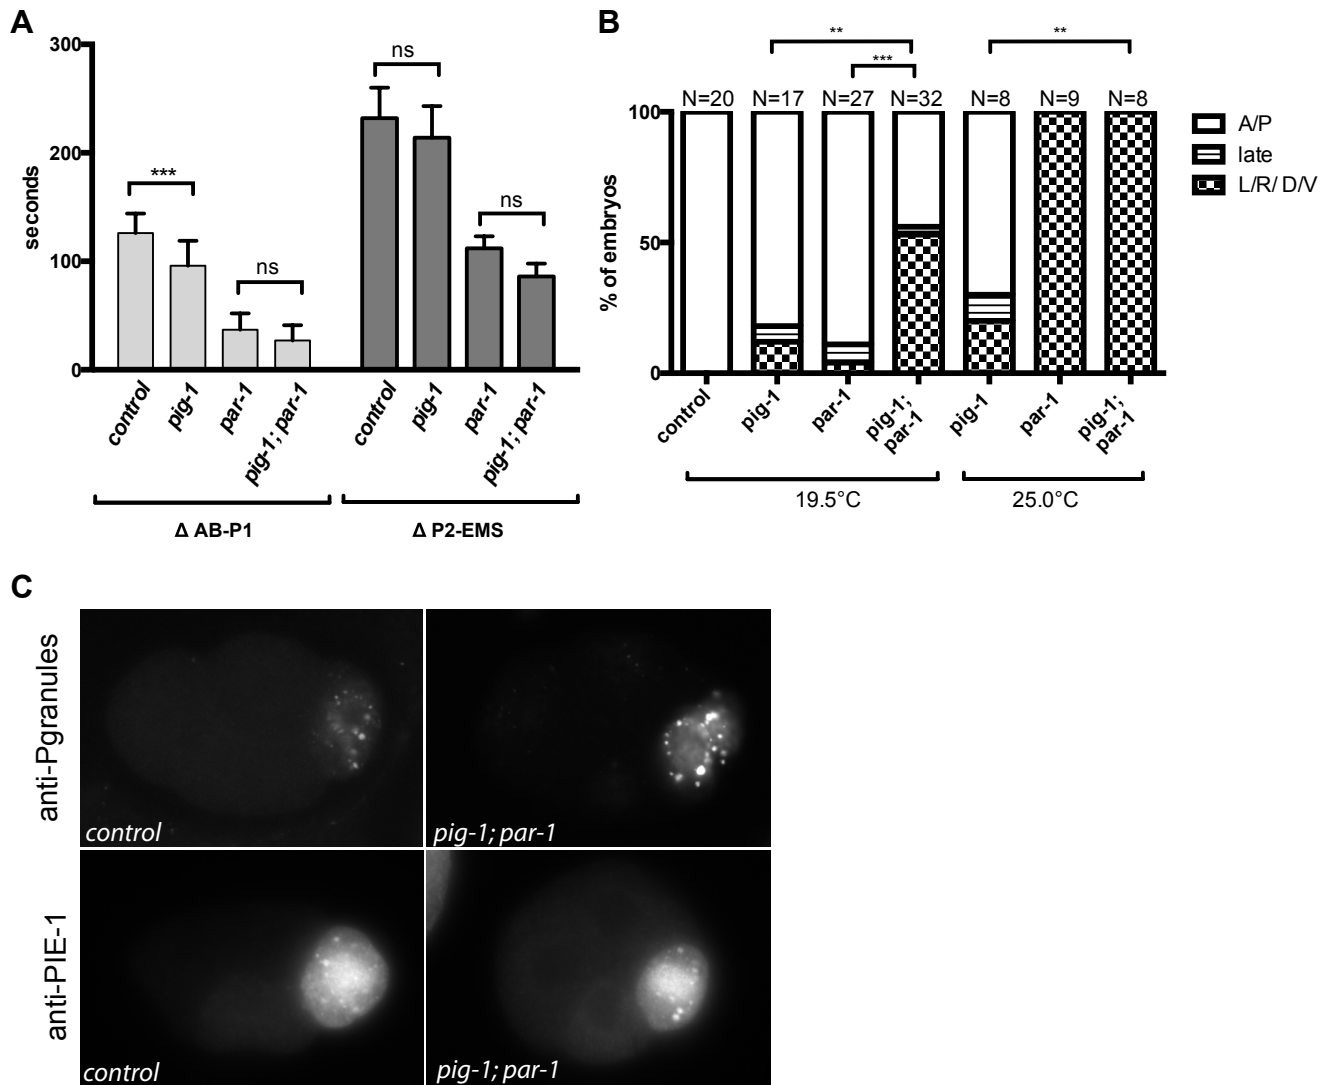 A
300
200
100
0
seconds
***
ns
ns
ns
control
pig-1
par-1
pig-1; par-1
control
pig-1
par-1
pig-1; par-1
Δ AB-P1
Δ P2-EMS
B
**
***
**
N=20 N=17 N=27 N=32 N=8 N=9 N=8
100
50
0
% of embryos
A/P
late
L/R/ D/V
control
pig-1
par-1
pig-1;
par-1
pig-1
par-1
pig-1;
par-1
19.5°C
25.0°C
C
anti-Pgranules
control
pig-1; par-1
anti-PIE-1
control
pig-1; par-1